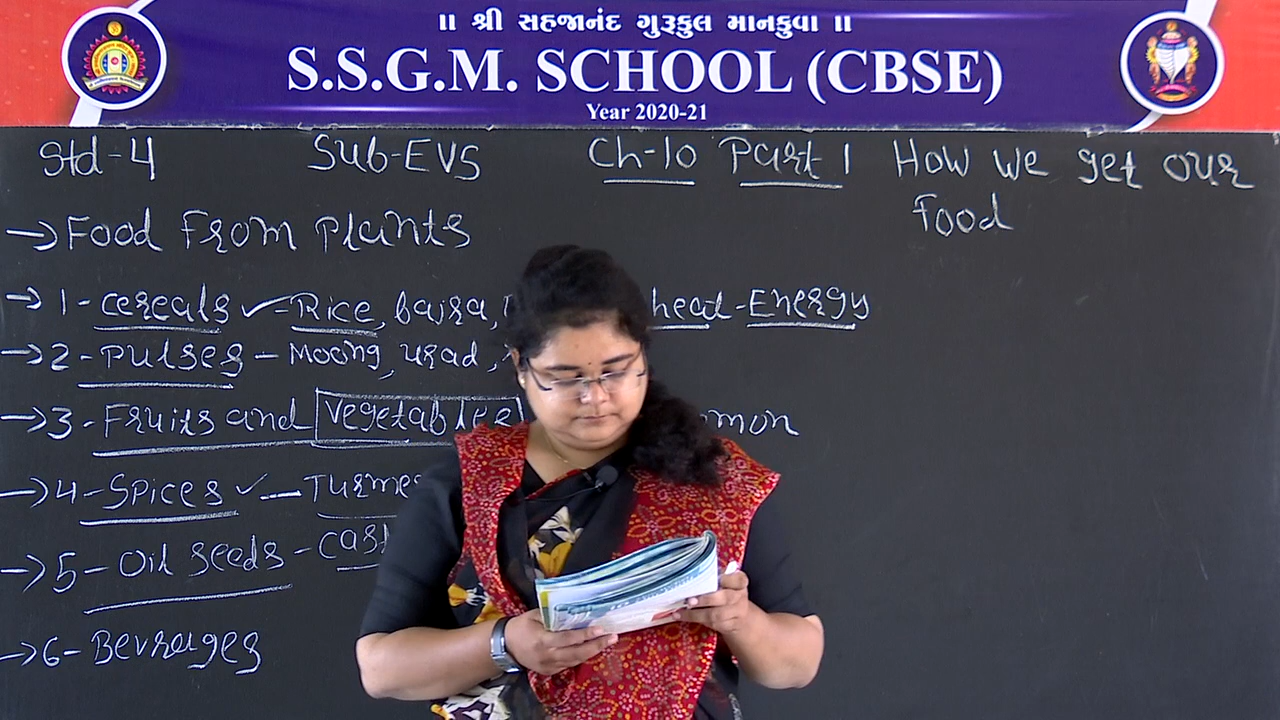 ॥ શ્રી સહજાનંદ ગુરૂકુલ માનકુવા ॥
S.S.G.M. SCHOOL (CBSE)
Year 2020-21
Std-4 Sub-EVS Ch-10 Part 1 How we get our
food
→ Food from plants
→ 1- cereals ✓ - Rice, bajra, heat - Energy
→ 2 - Pulses - Moong, urad,
→ 3- Fruits and vegetables mon
→ 4- Spices ✓ - Turme
→ 5- Oil seeds - cast
→ 6- Bevrages